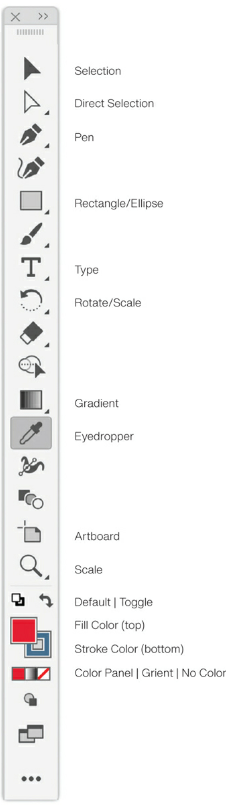 Selection
Direct Selection
Pen
Rectangle/Ellipse
Type
Rotate/Scale
Gradient
Eyedropper
Artboard
Scale
Default | Toggle
Fill Color (top)
Stroke Color (bottom)
Color Panel | Grient | No Color